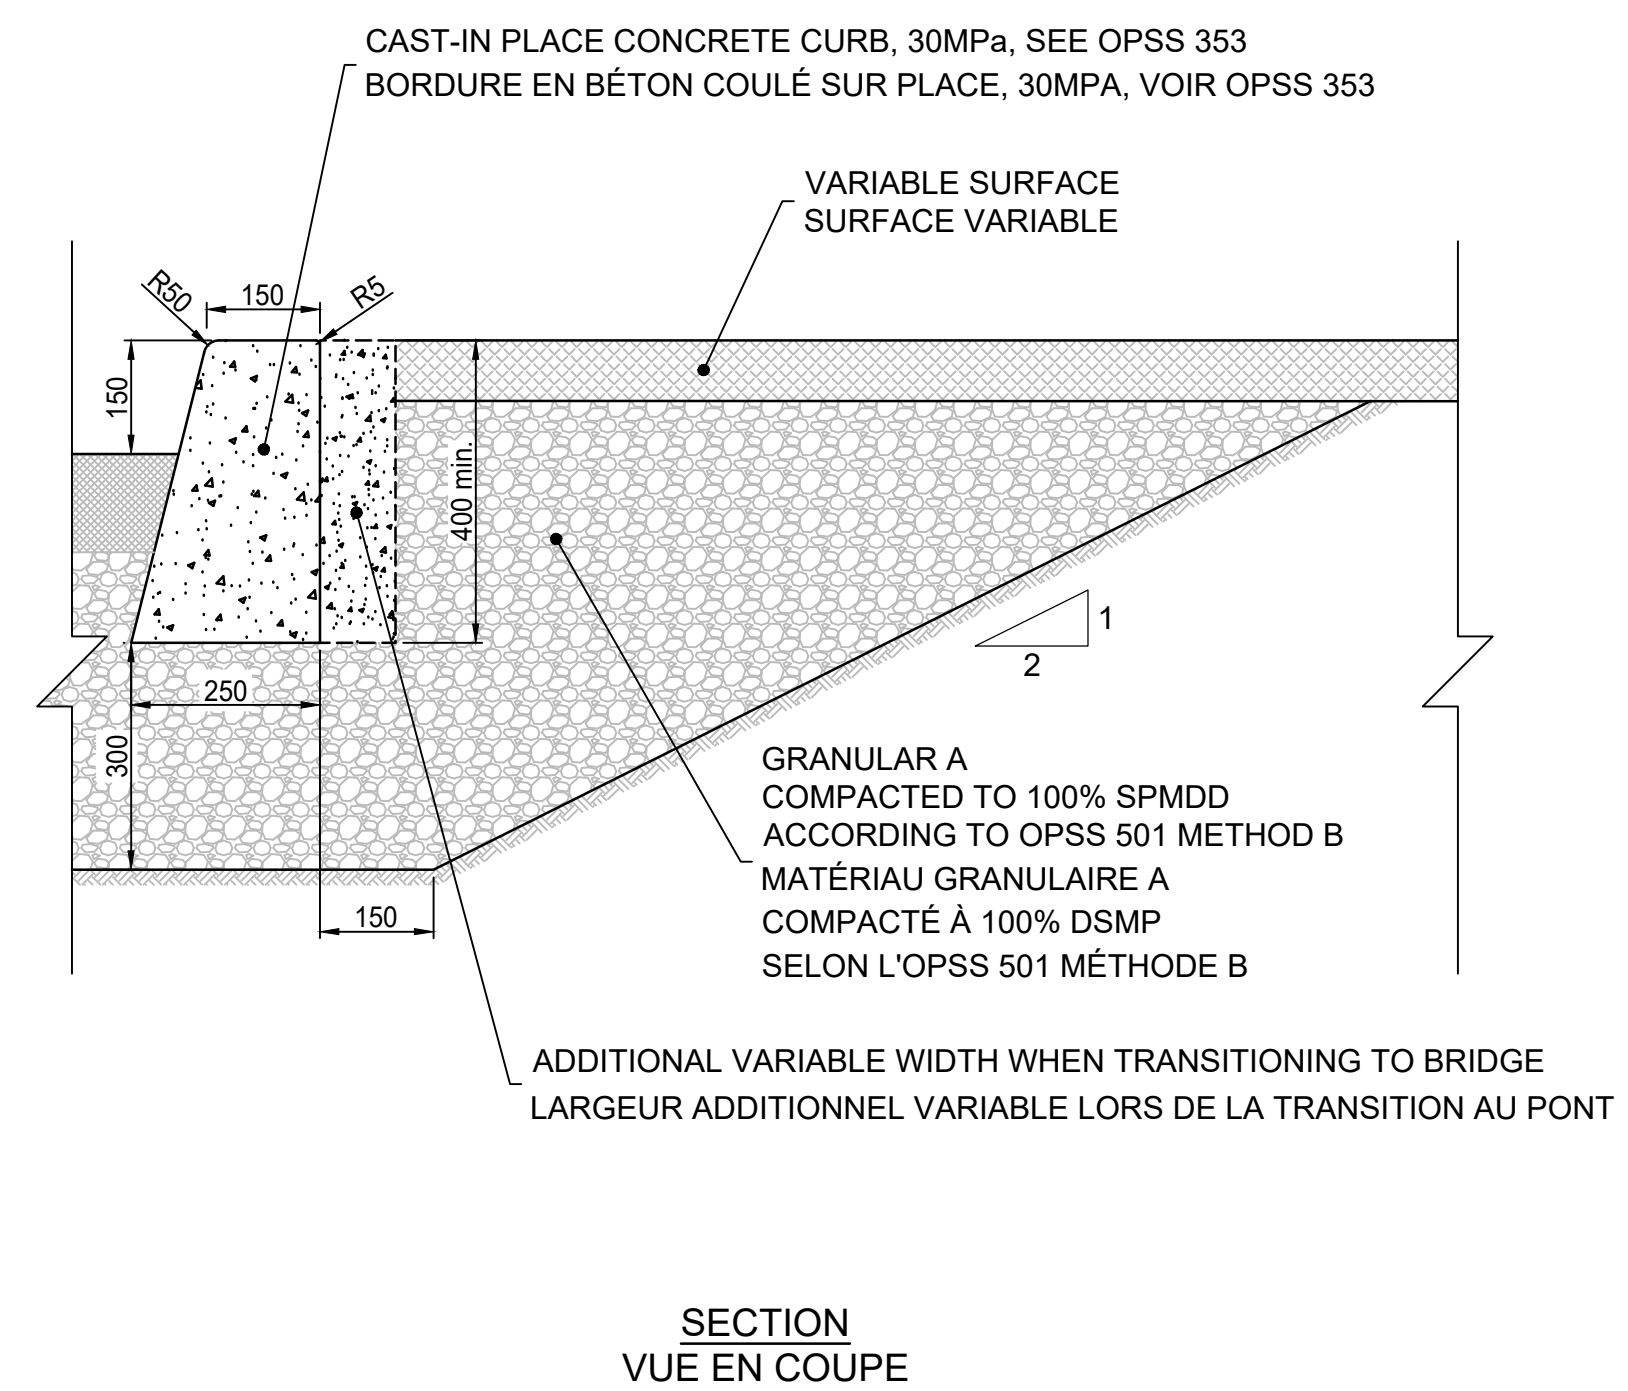 CAST-IN PLACE CONCRETE CURB, 30MPa, SEE OPSS 353
BORDURE EN BÉTON COULÉ SUR PLACE, 30MPA, VOIR OPSS 353
VARIABLE SURFACE
SURFACE VARIABLE
R50
150
R5
150
400 min.
1
2
250
300
GRANULAR A
COMPACTED TO 100% SPMDD
ACCORDING TO OPSS 501 METHOD B
MATÉRIAU GRANULAIRE A
COMPACTÉ À 100% DSMP
SELON L'OPSS 501 MÉTHODE B
150
ADDITIONAL VARIABLE WIDTH WHEN TRANSITIONING TO BRIDGE
LARGEUR ADDITIONNEL VARIABLE LORS DE LA TRANSITION AU PONT
SECTION
VUE EN COUPE